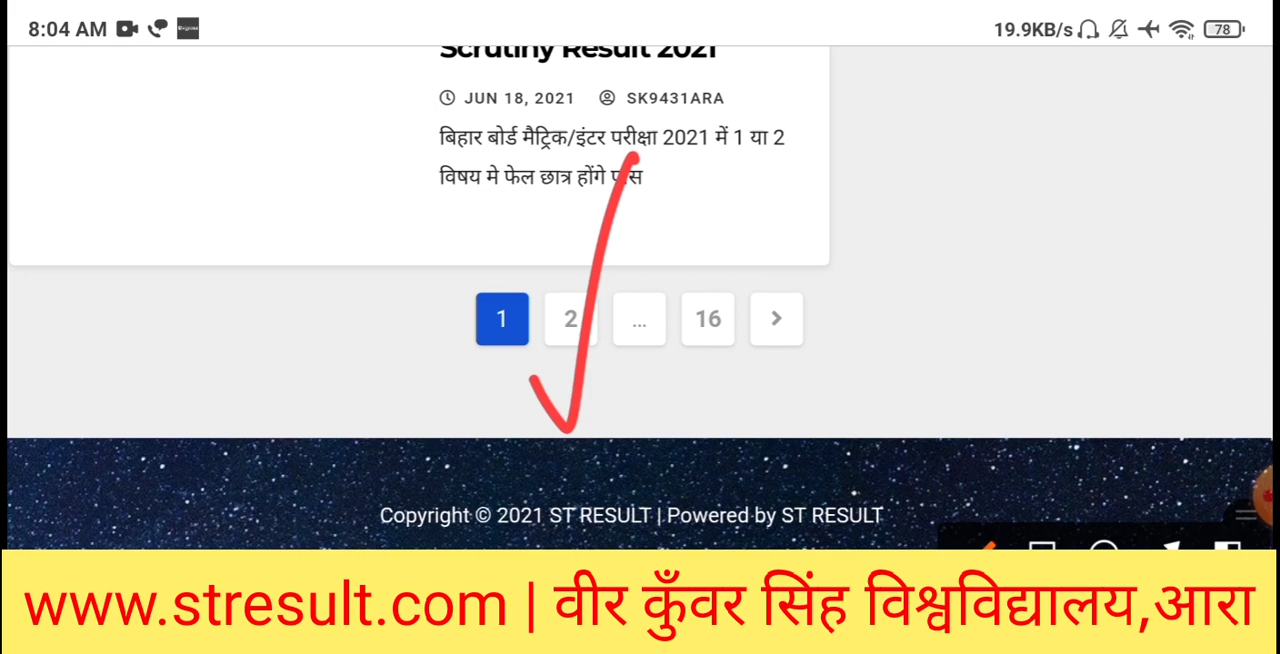 8:04 AM
19.9KB/s
78
Scrutiny Result 2021
JUN 18, 2021 SK9431ARA
बिहार बोर्ड मैट्रिक/इंटर परीक्षा 2021 में 1 या 2
विषय मे फेल छात्र होंगे पास
1 2 ... 16
Copyright © 2021 ST RESULT | Powered by ST RESULT
www.stresult.com | वीर कुँवर सिंह विश्वविद्यालय,आरा